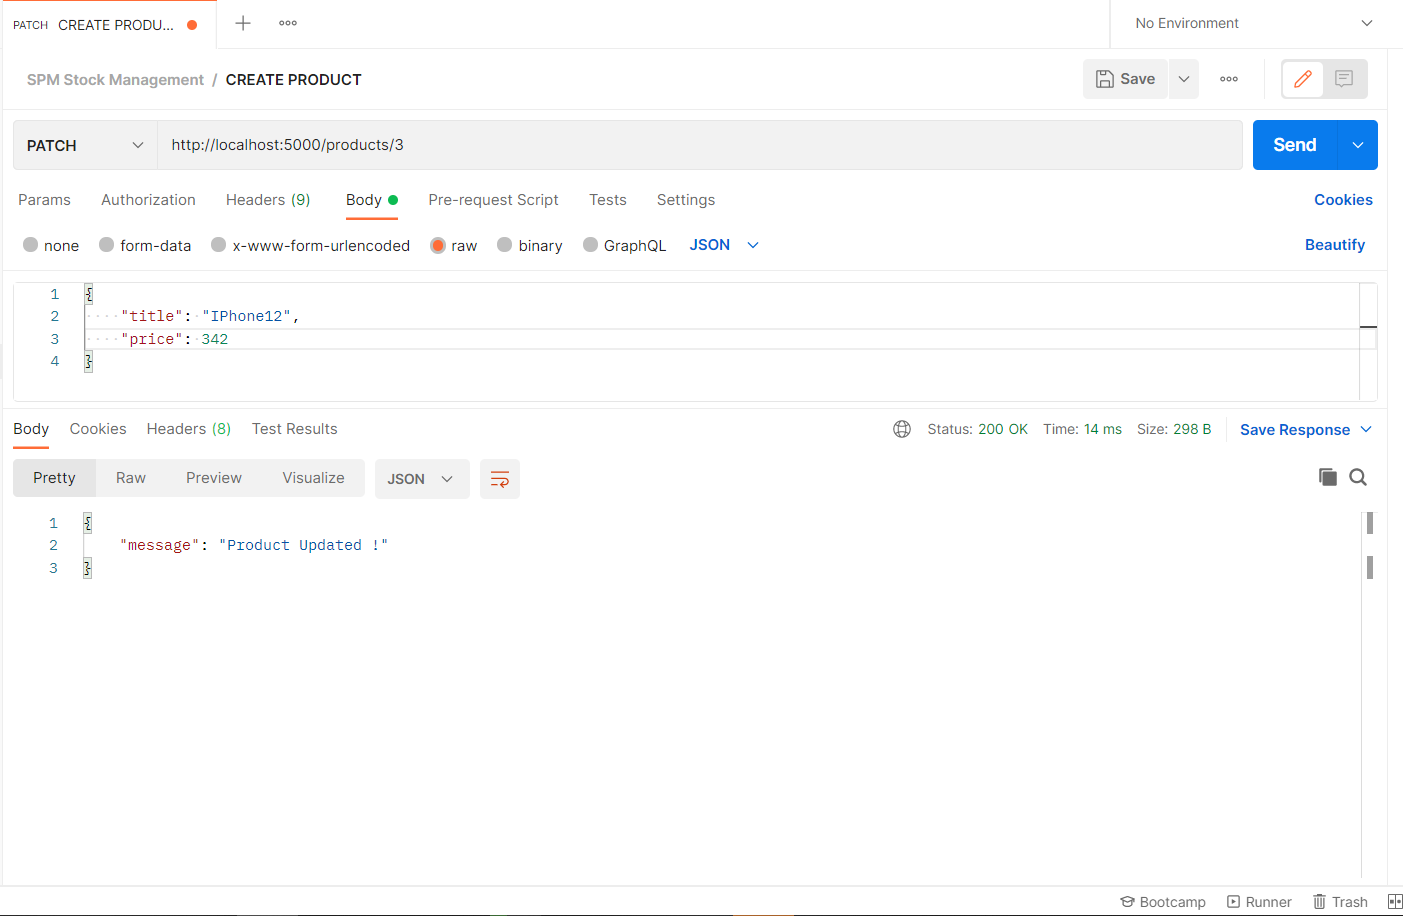 PATCH CREATE PRODU...
No Environment
SPM Stock Management / CREATE PRODUCT
Save
PATCH http://localhost:5000/products/3 Send
Params Authorization Headers (9) Body Pre-request Script Tests Settings Cookies
none form-data x-www-form-urlencoded raw binary GraphQL JSON Beautify
1 {
2 ····"title":·"IPhone12",
3 ····"price":·342
4 }
Body Cookies Headers (8) Test Results Status: 200 OK Time: 14 ms Size: 298 B Save Response
Pretty Raw Preview Visualize JSON
1 {
2 "message": "Product Updated !"
3 }
Bootcamp Runner Trash